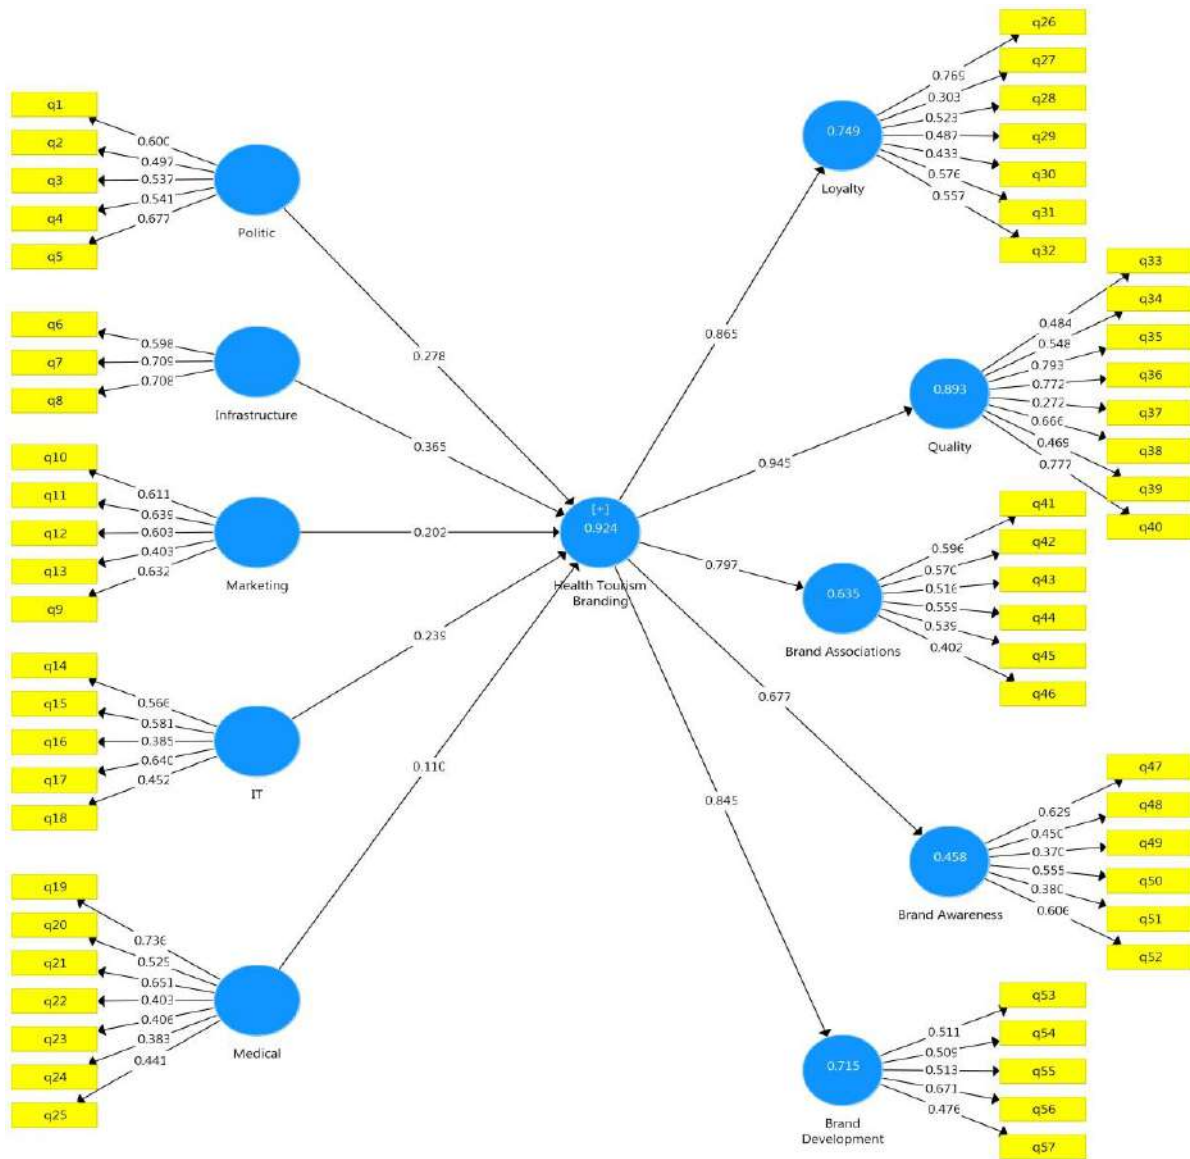 q1
q2
q3
q4
q5
0.600
0.497
0.537
0.541
0.677
Politic
q6
q7
q8
0.598
0.709
0.708
Infrastructure
q10
q11
q12
q13
q9
0.611
0.639
0.603
0.403
0.632
Marketing
q14
q15
q16
q17
q18
0.566
0.581
0.385
0.640
0.452
IT
q19
q20
q21
q22
q23
q24
q25
0.736
0.525
0.651
0.403
0.406
0.383
0.441
Medical
0.278
0.365
0.202
0.239
0.110
[+]
0.924
Health Tourism
Branding
0.865
0.945
0.797
0.677
0.845
0.749
Loyalty
0.769
0.303
0.523
0.487
0.433
0.576
0.557
q26
q27
q28
q29
q30
q31
q32
0.893
Quality
0.484
0.548
0.793
0.772
0.272
0.666
0.469
0.777
q33
q34
q35
q36
q37
q38
q39
q40
0.635
Brand Associations
0.596
0.570
0.516
0.559
0.539
0.402
q41
q42
q43
q44
q45
q46
0.458
Brand Awareness
0.629
0.450
0.370
0.555
0.380
0.606
q47
q48
q49
q50
q51
q52
0.715
Brand
Development
0.511
0.509
0.513
0.671
0.476
q53
q54
q55
q56
q57